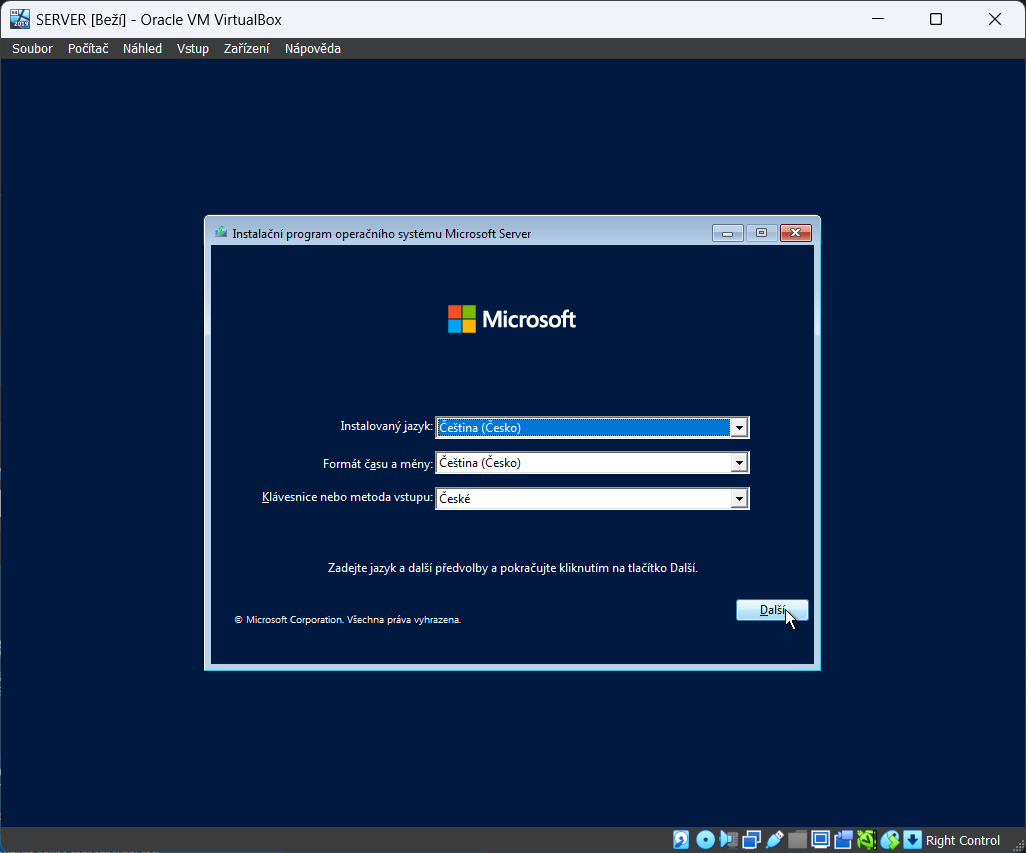 SERVER [Beží] - Oracle VM VirtualBox
Soubor Počítač Náhled Vstup Zařízení Nápověda
Instalační program operačního systému Microsoft Server
Microsoft
Instalovaný jazyk: Čeština (Česko)
Formát času a měny: Čeština (Česko)
Klávesnice nebo metoda vstupu: České
Zadejte jazyk a další předvolby a pokračujte kliknutím na tlačítko Další.
Další
© Microsoft Corporation. Všechna práva vyhrazena.
Right Control